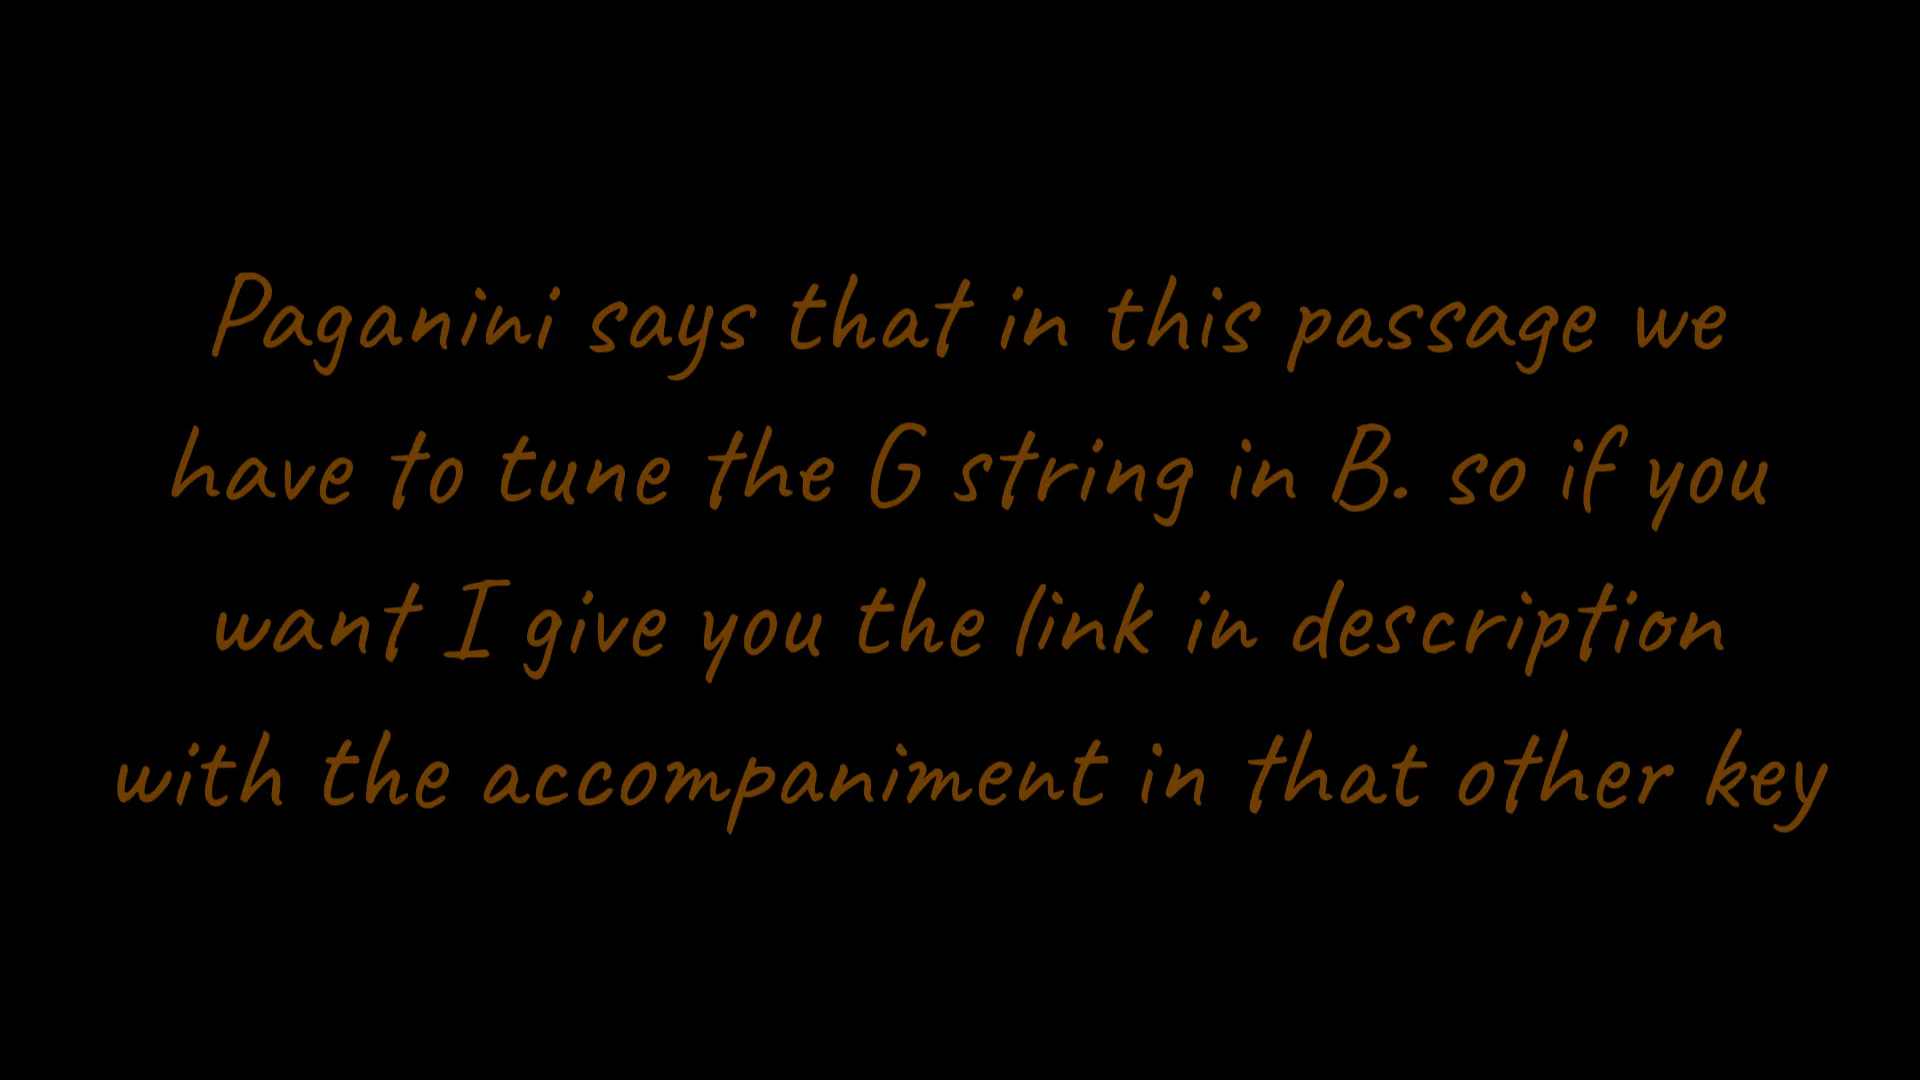 Paganini says that in this passage we
have to tune the G string in B. so if you
want I give you the link in description
with the accompaniment in that other key